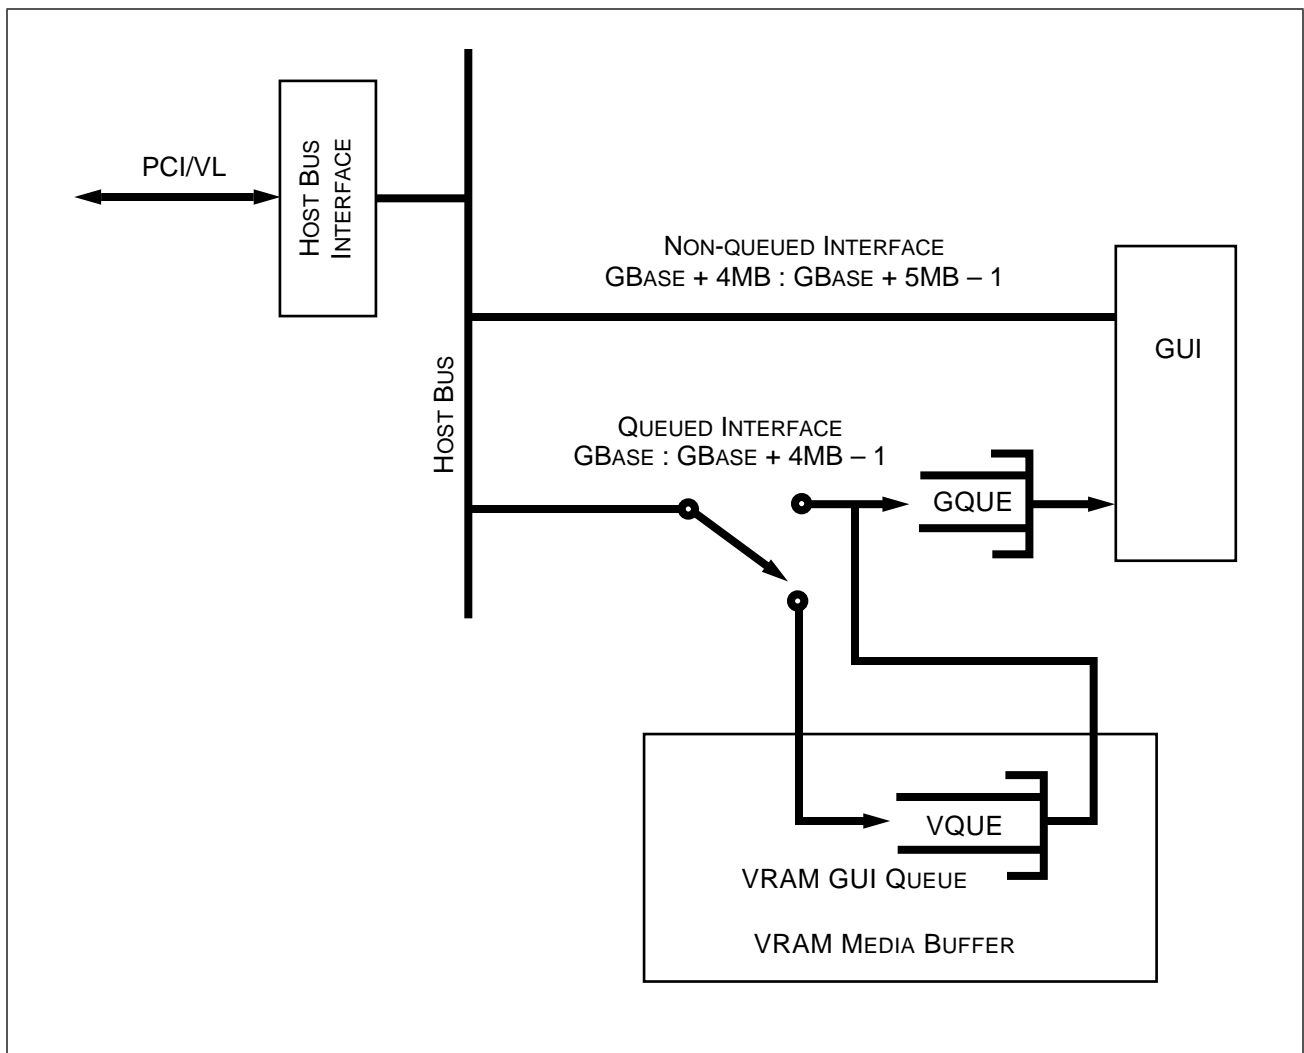 PCI/VL
HOST BUS
INTERFACE
NON-QUEUED INTERFACE
GBASE + 4MB : GBASE + 5MB – 1
GUI
HOST BUS
QUEUED INTERFACE
GBASE : GBASE + 4MB – 1
GQUE
VQUE
VRAM GUI QUEUE
VRAM MEDIA BUFFER